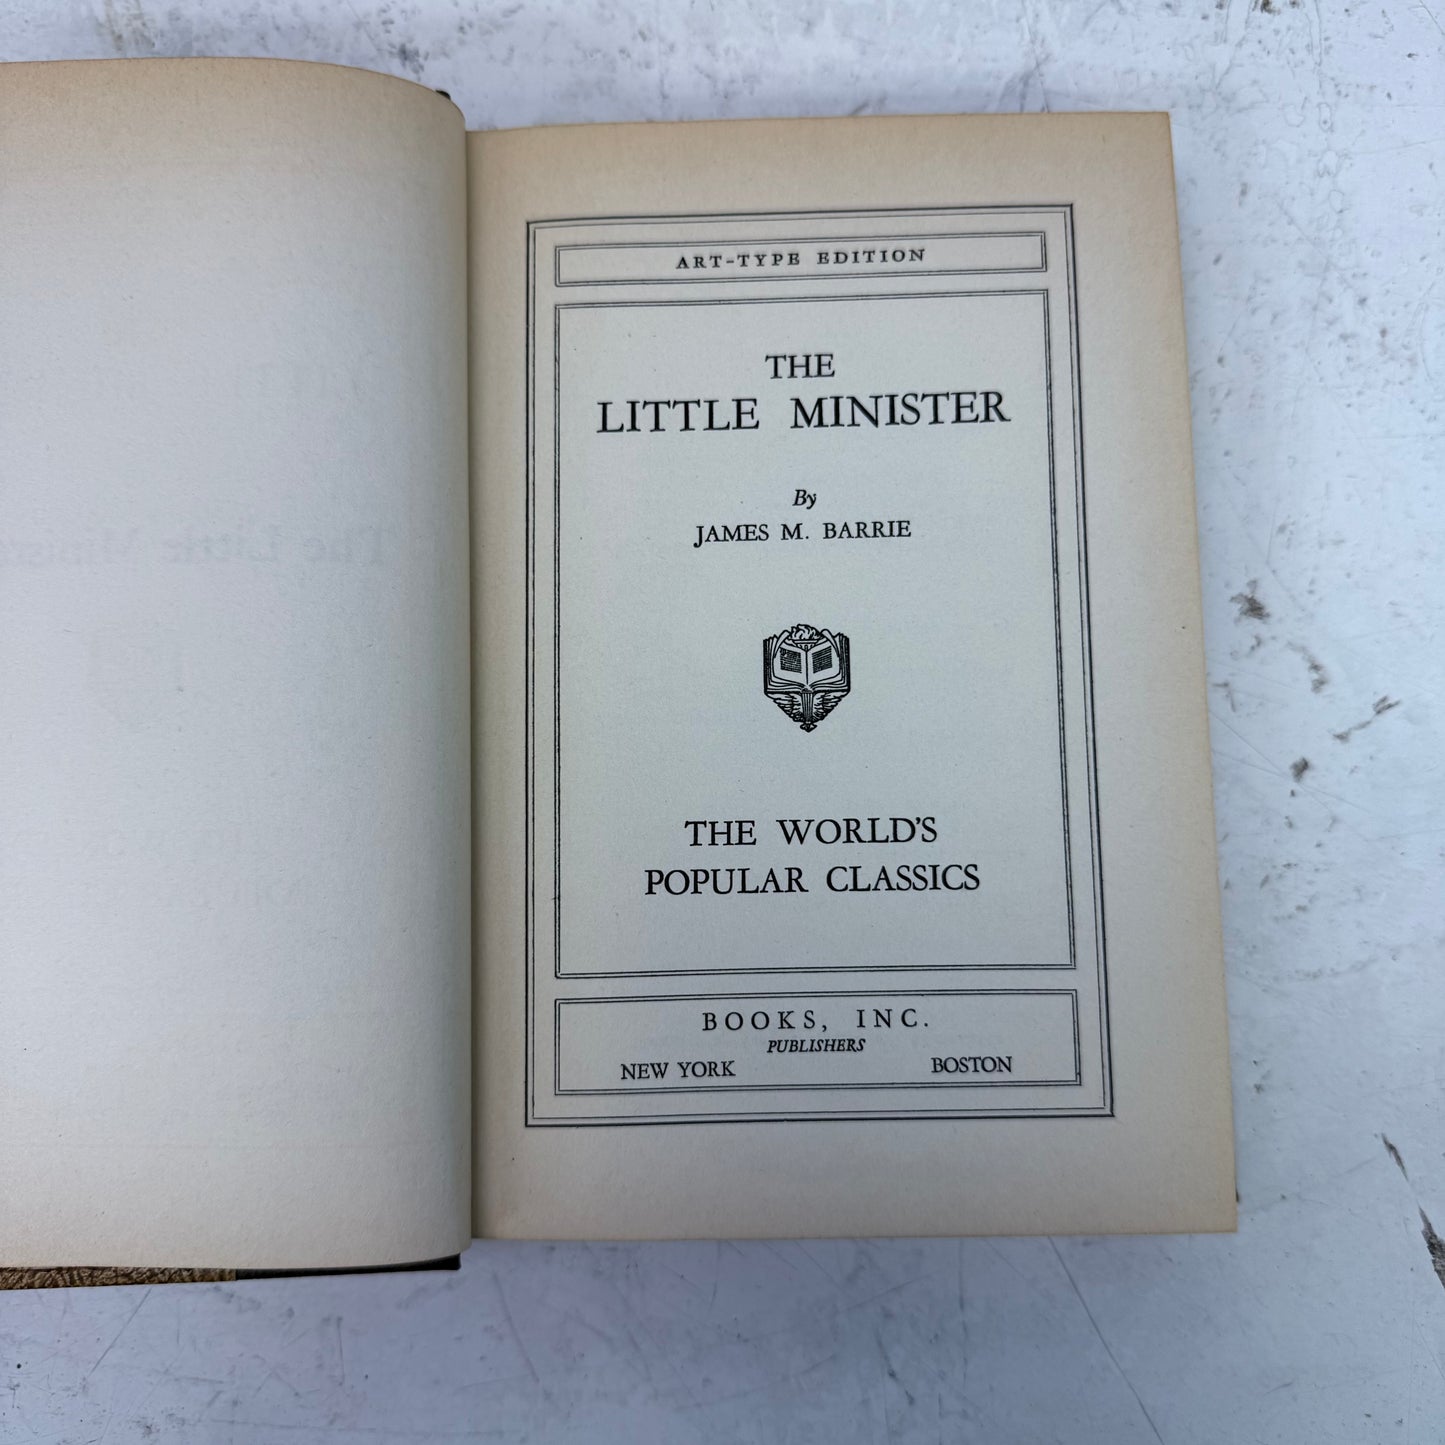 ART-TYPE EDITION
THE
LITTLE MINISTER
By
JAMES M. BARRIE
THE WORLD'S
POPULAR CLASSICS
BOOKS, INC.
PUBLISHERS
NEW YORK BOSTON